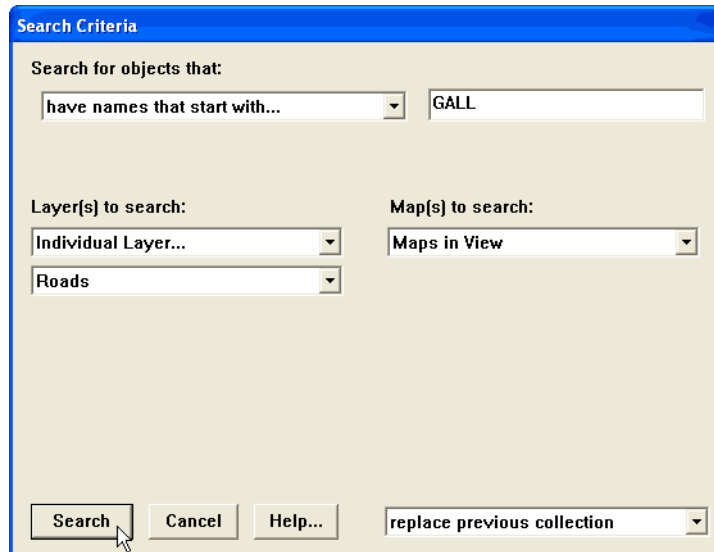 Search Criteria
Search for objects that:
have names that start with... GALL
Layer(s) to search: Map(s) to search:
Individual Layer... Maps in View
Roads
Search Cancel Help... replace previous collection